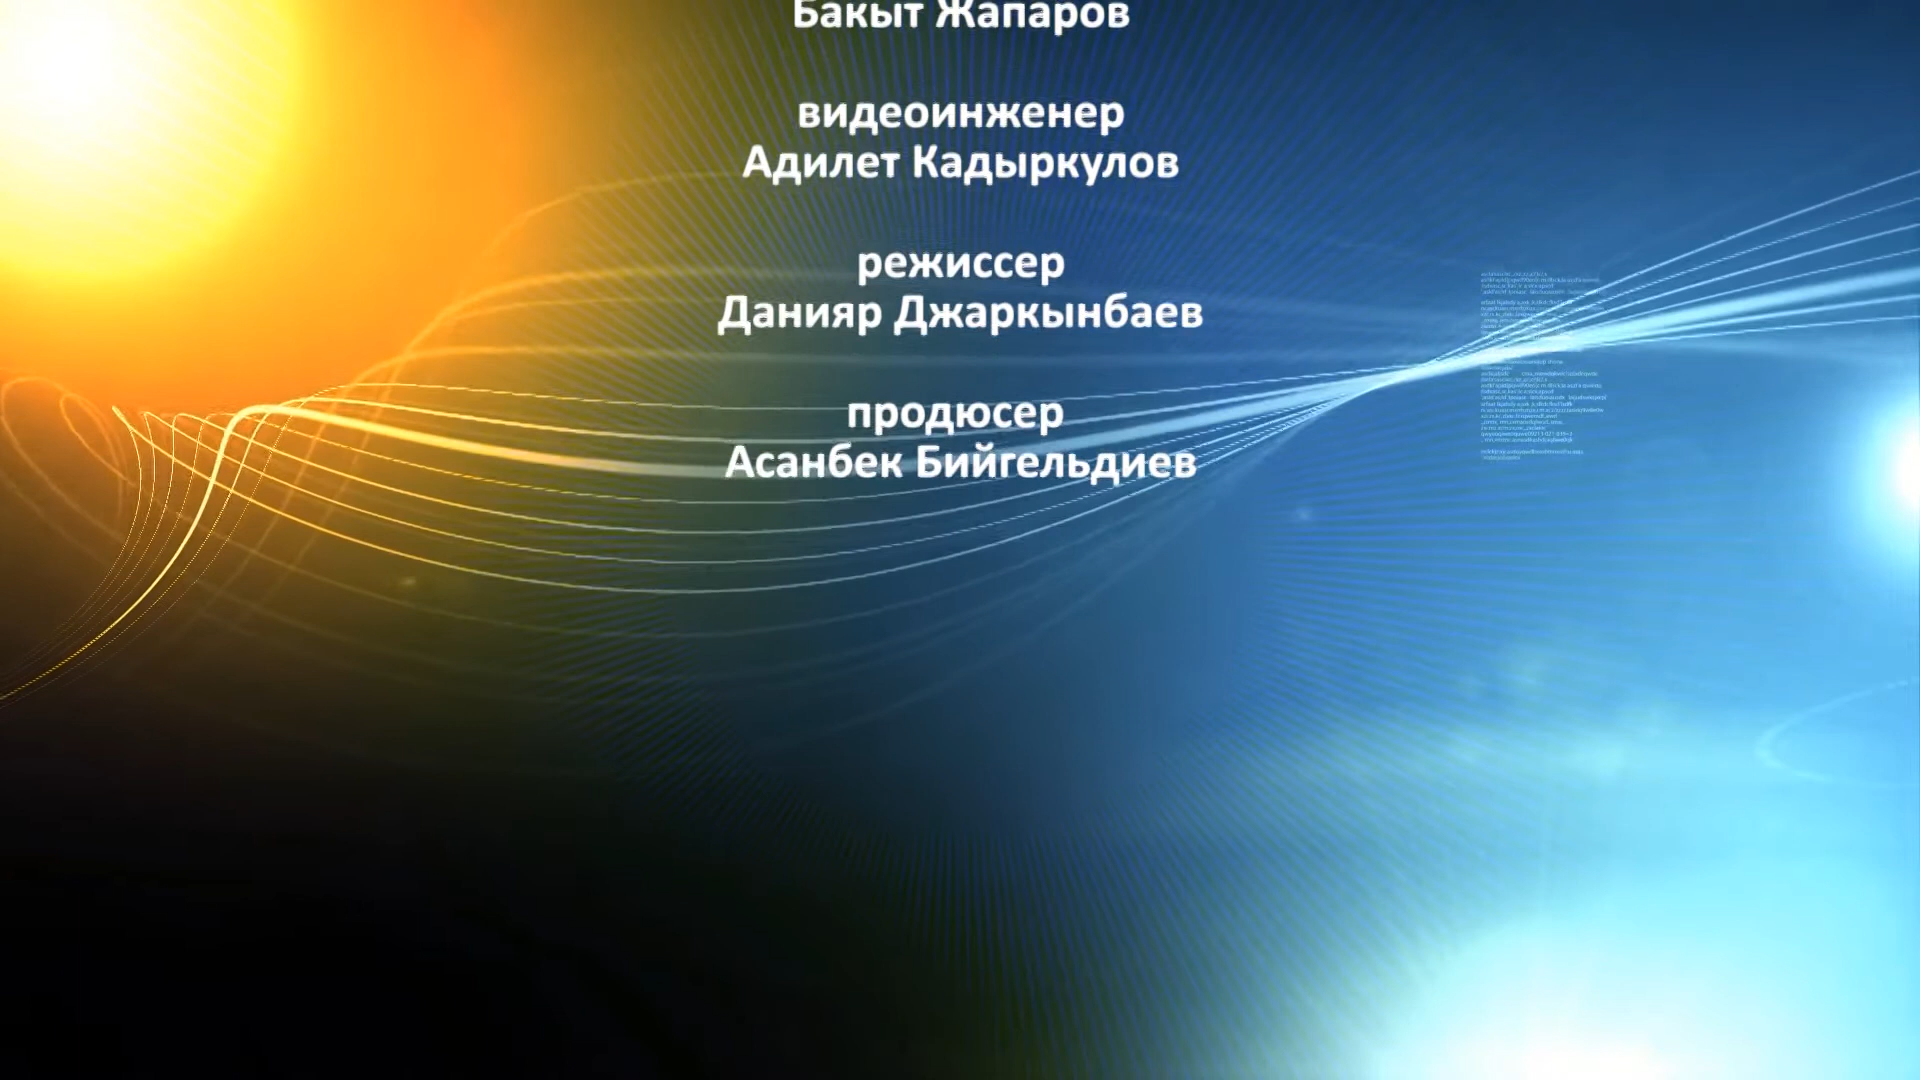 Бакыт Жапаров
видеоинженер
Адилет Кадыркулов
режиссер
Данияр Джаркынбаев
продюсер
Асанбек Бийгельдиев